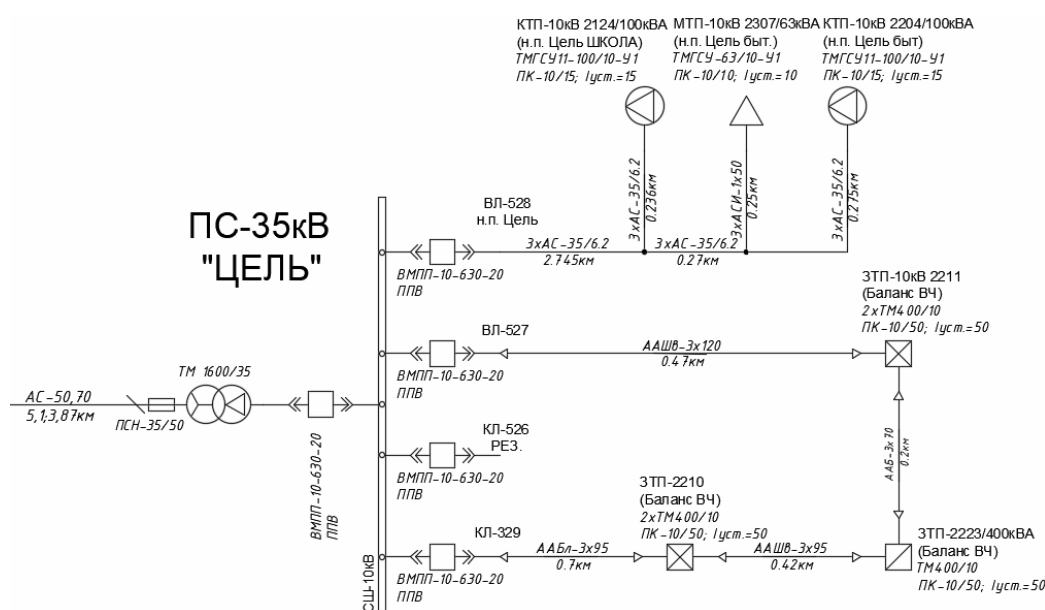 КТП-10кВ 2124/100кВА
(н.п. Цель ШКОЛА)
ТМГСУ11-100/10-У1
ПК-10/15; Iуст.=15
МТП-10кВ 2307/63кВА
(н.п. Цель быт.)
ТМГСУ-63/10-У1
ПК-10/10; Iуст.=10
КТП-10кВ 2204/100кВА
(н.п. Цель быт)
ТМГСУ11-100/10-У1
ПК-10/15; Iуст.=15
3хАС-35/6.2
0.236км
3хАСИ-1х50
0.25км
3хАС-35/6.2
0.275км
ПС-35кВ
"ЦЕЛЬ"
ВЛ-528
н.п. Цель
3хАС-35/6.2
2.745км
3хАС-35/6.2
0.27км
ВМПП-10-630-20
ППВ
ЗТП-10кВ 2211
(Баланс ВЧ)
2хТМ400/10
ПК-10/50; Iуст.=50
ВЛ-527
ААШв-3х120
0.47км
ВМПП-10-630-20
ППВ
ТМ 1600/35
АС-50,70
5,1;3,87км
ПСН-35/50
ВМПП-10-630-20
ППВ
КЛ-526
РЕЗ.
ВМПП-10-630-20
ППВ
ААБ-3х70
0.2км
ЗТП-2210
(Баланс ВЧ)
2хТМ400/10
ПК-10/50; Iуст.=50
КЛ-329
ААБл-3х95
0.7км
ААШв-3х95
0.42км
ВМПП-10-630-20
ППВ
ЗТП-2223/400кВА
(Баланс ВЧ)
ТМ400/10
ПК-10/50; Iуст.=50
СШ-10кВ